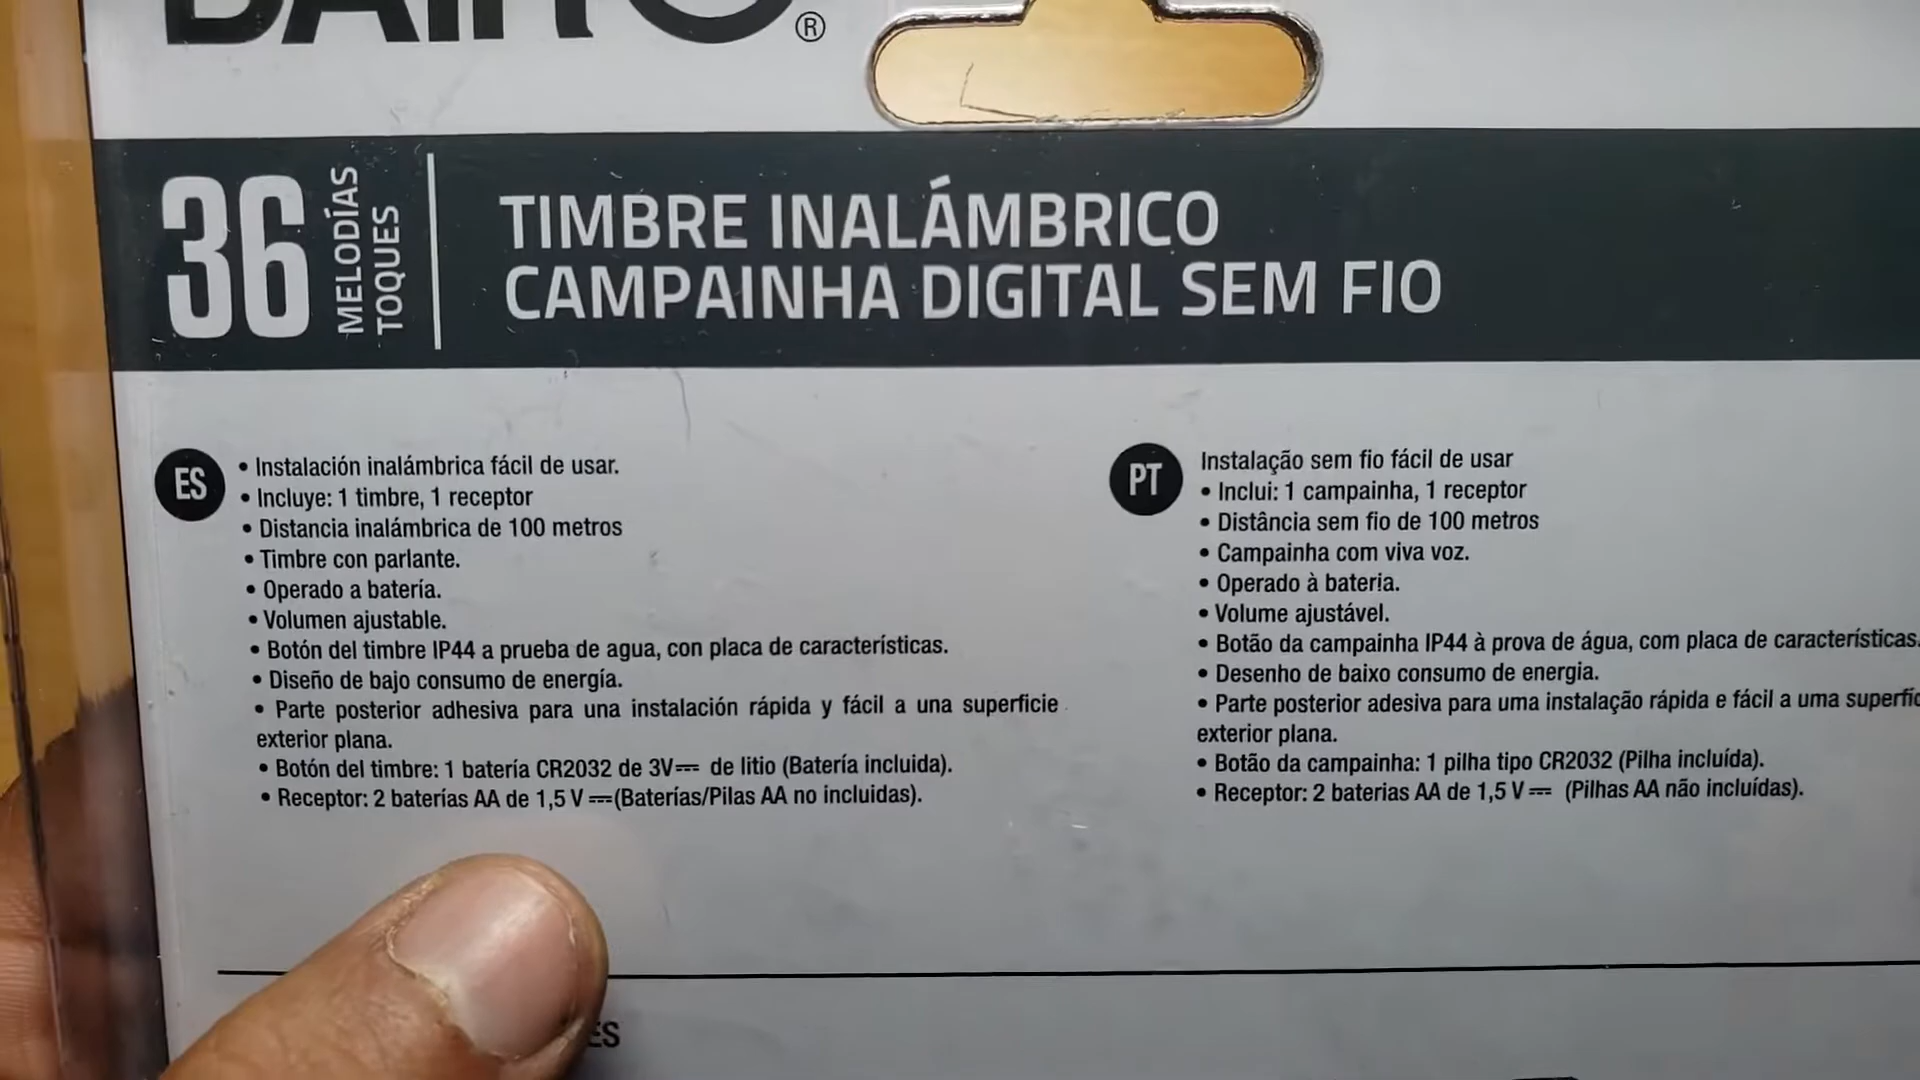 ®
36
MELODÍAS
TOQUES
TIMBRE INALÁMBRICO
CAMPAINHA DIGITAL SEM FIO
ES
• Instalación inalámbrica fácil de usar.
• Incluye: 1 timbre, 1 receptor
• Distancia inalámbrica de 100 metros
• Timbre con parlante.
• Operado a batería.
• Volumen ajustable.
• Botón del timbre IP44 a prueba de agua, con placa de características.
• Diseño de bajo consumo de energía.
• Parte posterior adhesiva para una instalación rápida y fácil a una superficie
exterior plana.
• Botón del timbre: 1 batería CR2032 de 3V⎓ de litio (Batería incluida).
• Receptor: 2 baterías AA de 1,5 V ⎓(Baterías/Pilas AA no incluidas).
PT
Instalação sem fio fácil de usar
• Inclui: 1 campainha, 1 receptor
• Distância sem fio de 100 metros
• Campainha com viva voz.
• Operado à bateria.
• Volume ajustável.
• Botão da campainha IP44 à prova de água, com placa de características.
• Desenho de baixo consumo de energia.
• Parte posterior adesiva para uma instalação rápida e fácil a uma
exterior plana.
• Botão da campainha: 1 pilha tipo CR2032 (Pilha incluída).
• Receptor: 2 baterias AA de 1,5 V ⎓ (Pilhas AA não incluídas).